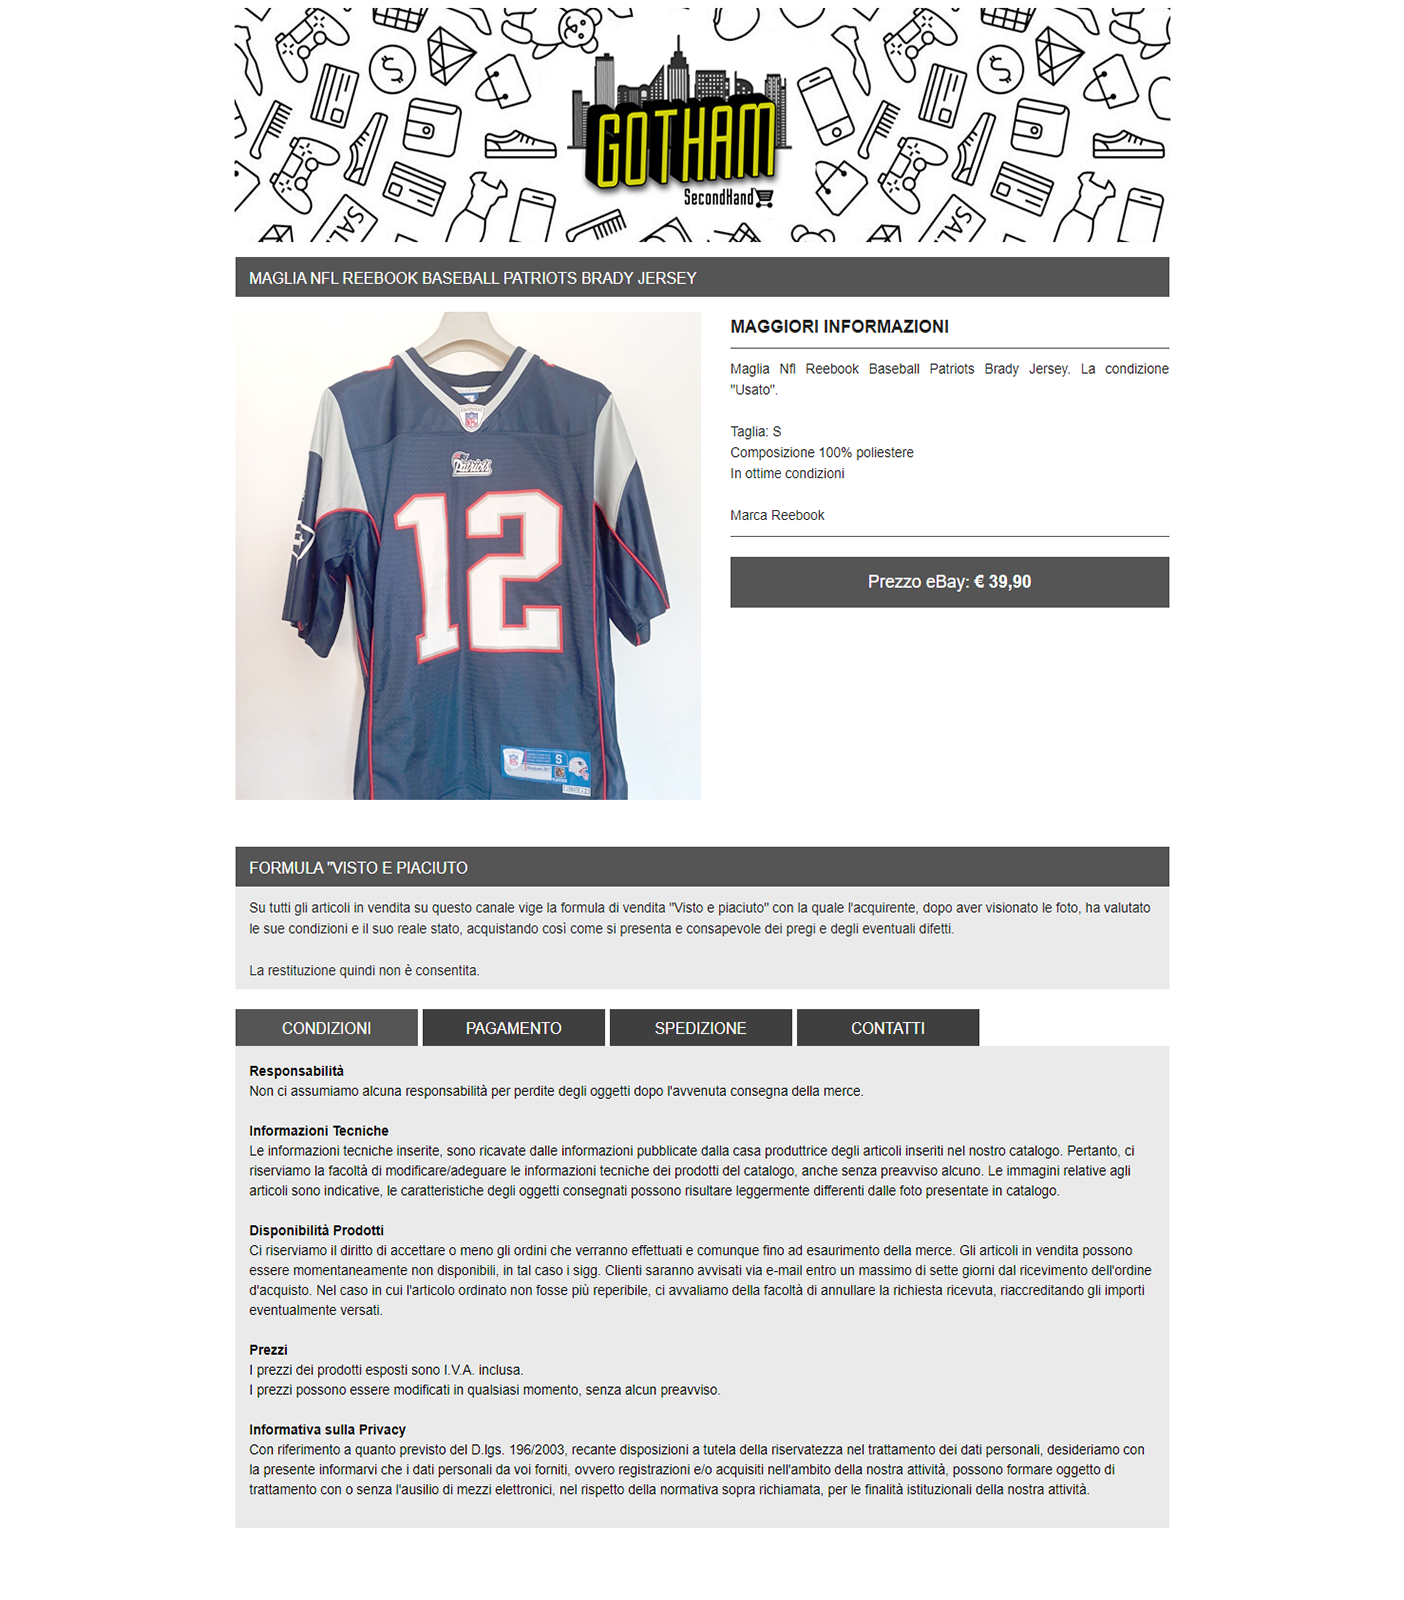 SALE
GOTHAM
SecondHand
SALE
MAGLIA NFL REEBOOK BASEBALL PATRIOTS BRADY JERSEY
NFL
Patriots
12
S
MAGGIORI INFORMAZIONI
Maglia Nfl Reebook Baseball Patriots Brady Jersey. La condizione
"Usato".
Taglia: S
Composizione 100% poliestere
In ottime condizioni
Marca Reebook
Prezzo eBay: € 39,90
FORMULA "VISTO E PIACIUTO
Su tutti gli articoli in vendita su questo canale vige la formula di vendita "Visto e piaciuto" con la quale l'acquirente, dopo aver visionato le foto, ha valutato
le sue condizioni e il suo reale stato, acquistando così come si presenta e consapevole dei pregi e degli eventuali difetti.
La restituzione quindi non è consentita.
CONDIZIONI
PAGAMENTO
SPEDIZIONE
CONTATTI
Responsabilità
Non ci assumiamo alcuna responsabilità per perdite degli oggetti dopo l'avvenuta consegna della merce.
Informazioni Tecniche
Le informazioni tecniche inserite, sono ricavate dalle informazioni pubblicate dalla casa produttrice degli articoli inseriti nel nostro catalogo. Pertanto, ci
riserviamo la facoltà di modificare/adeguare le informazioni tecniche dei prodotti del catalogo, anche senza preavviso alcuno. Le immagini relative agli
articoli sono indicative, le caratteristiche degli oggetti consegnati possono risultare leggermente differenti dalle foto presentate in catalogo.
Disponibilità Prodotti
Ci riserviamo il diritto di accettare o meno gli ordini che verranno effettuati e comunque fino ad esaurimento della merce. Gli articoli in vendita possono
essere momentaneamente non disponibili, in tal caso i sigg. Clienti saranno avvisati via e-mail entro un massimo di sette giorni dal ricevimento dell'ordine
d'acquisto. Nel caso in cui l'articolo ordinato non fosse più reperibile, ci avvaliamo della facoltà di annullare la richiesta ricevuta, riaccreditando gli importi
eventualmente versati.
Prezzi
I prezzi dei prodotti esposti sono I.V.A. inclusa.
I prezzi possono essere modificati in qualsiasi momento, senza alcun preavviso.
Informativa sulla Privacy
Con riferimento a quanto previsto del D.lgs. 196/2003, recante disposizioni a tutela della riservatezza nel trattamento dei dati personali, desideriamo con
la presente informarvi che i dati personali da voi forniti, ovvero registrazioni e/o acquisiti nell'ambito della nostra attività, possono formare oggetto di
trattamento con o senza l'ausilio di mezzi elettronici, nel rispetto della normativa sopra richiamata, per le finalità istituzionali della nostra attività.